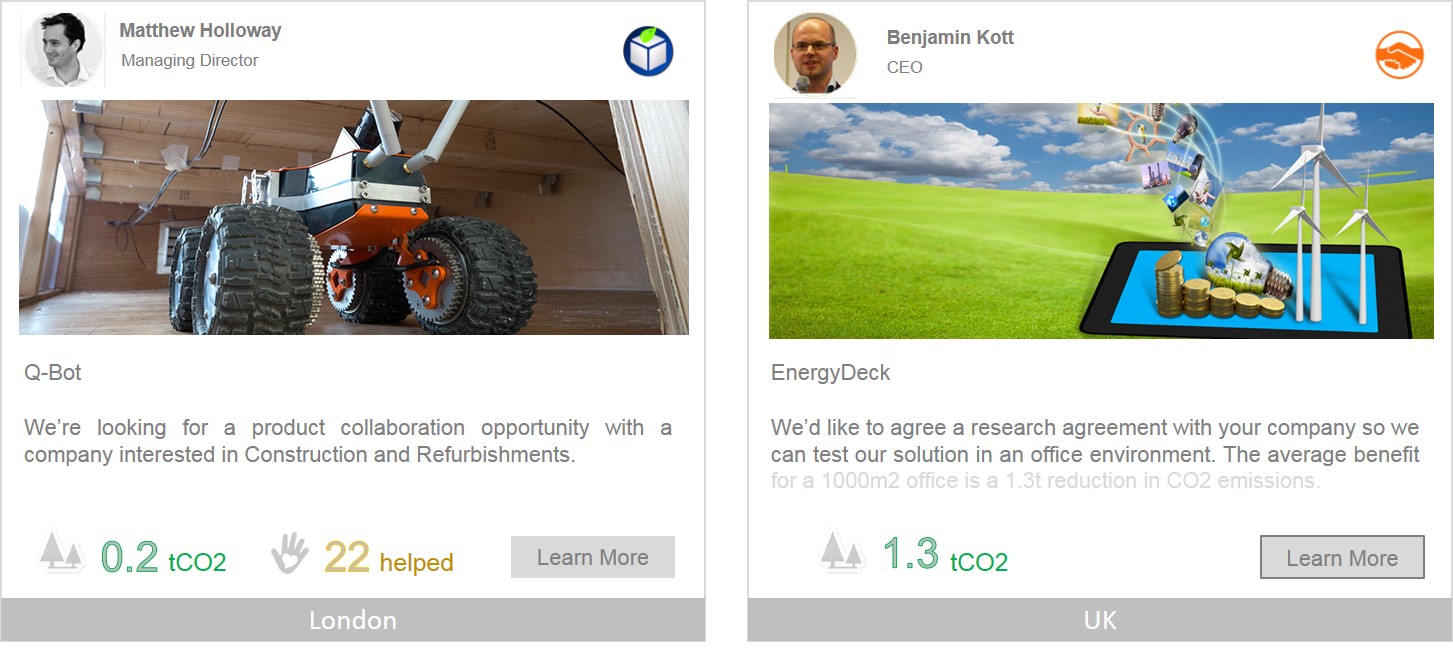 Matthew Holloway
Managing Director
Q-Bot
We’re looking for a product collaboration opportunity with a
company interested in Construction and Refurbishments.
0.2 tCO2
22 helped
Learn More
London
Benjamin Kott
CEO
EnergyDeck
We’d like to agree a research agreement with your company so we
can test our solution in an office environment. The average benefit
for a 1000m2 office is a 1.3t reduction in CO2 emissions.
1.3 tCO2
Learn More
UK